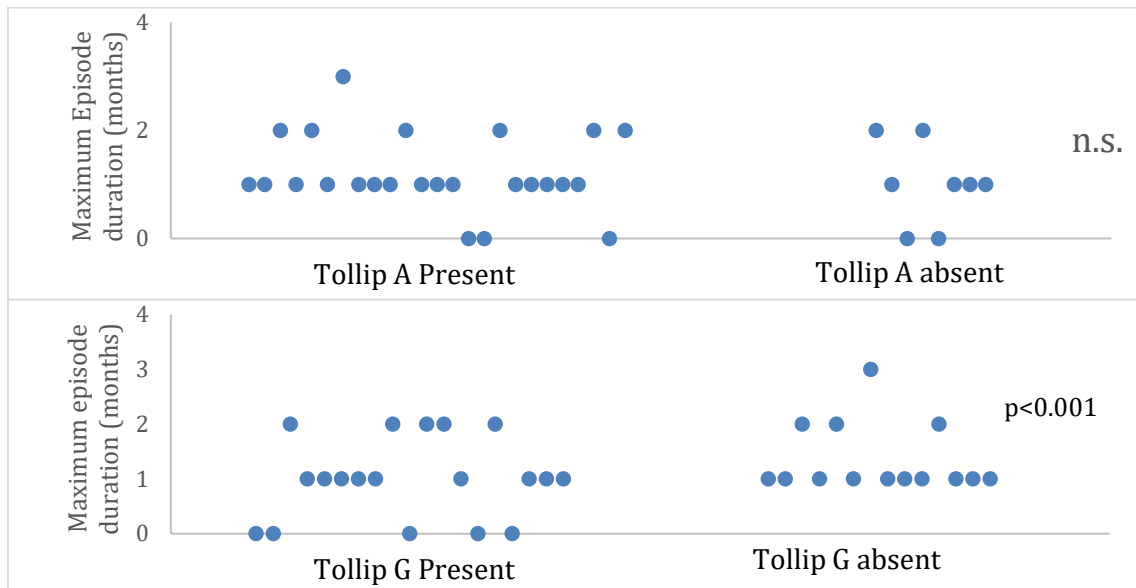 Maximum Episode
duration (months)
4
2
0
n.s.
Tollip A Present
Tollip A absent
Maximum episode
duration (months)
4
3
2
1
0
p<0.001
Tollip G Present
Tollip G absent